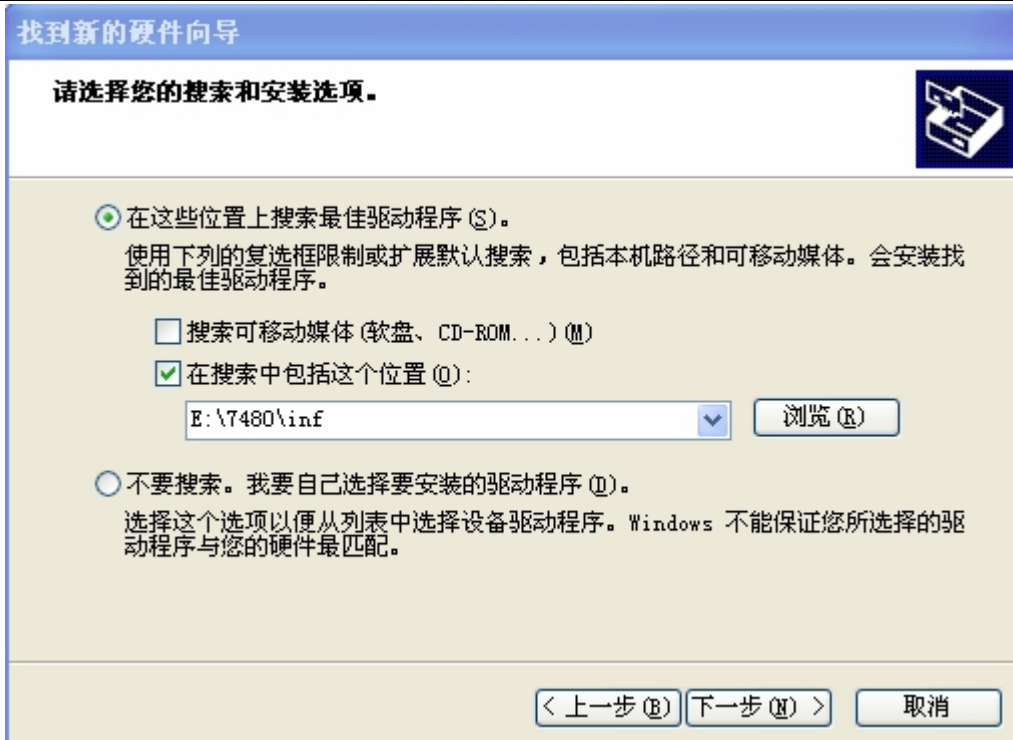 找到新的硬件向导
请选择您的搜索和安装选项。
在这些位置上搜索最佳驱动程序(S)。
使用下列的复选框限制或扩展默认搜索，包括本机路径和可移动媒体。会安装找
到的最佳驱动程序。
搜索可移动媒体(软盘、CD-ROM...)(M)
在搜索中包括这个位置(O):
E:\7480\inf
浏览(R)
不要搜索。我要自己选择要安装的驱动程序(D)。
选择这个选项以便从列表中选择设备驱动程序。Windows 不能保证您所选择的驱
动程序与您的硬件最匹配。
< 上一步(B) 下一步(N) > 取消